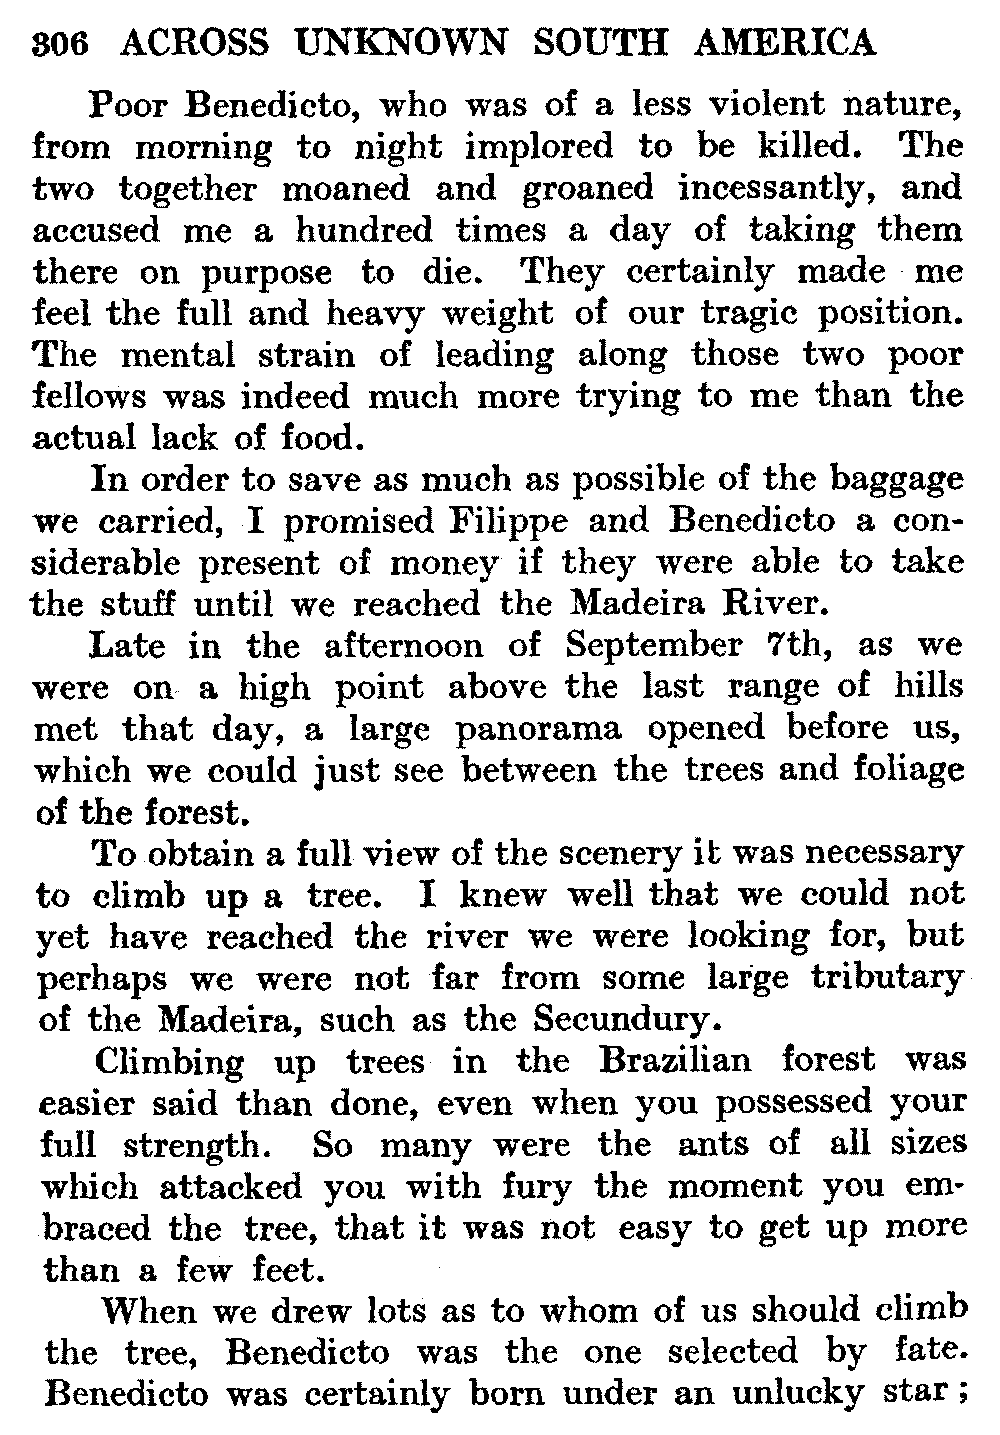 306 ACROSS UNKNOWN SOUTH AMERICA
Poor Benedicto, who was of a less violent nature,
from morning to night implored to be killed. The
two together moaned and groaned incessantly, and
accused me a hundred times a day of taking them
there on purpose to die. They certainly made me
feel the full and heavy weight of our tragic position.
The mental strain of leading along those two poor
fellows was indeed much more trying to me than the
actual lack of food.
In order to save as much as possible of the baggage
we carried, I promised Filippe and Benedicto a con-
siderable present of money if they were able to take
the stuff until we reached the Madeira River.
Late in the afternoon of September 7th, as we
were on a high point above the last range of hills
met that day, a large panorama opened before us,
which we could just see between the trees and foliage
of the forest.
To obtain a full view of the scenery it was necessary
to climb up a tree. I knew well that we could not
yet have reached the river we were looking for, but
perhaps we were not far from some large tributary
of the Madeira, such as the Secundury.
Climbing up trees in the Brazilian forest was
easier said than done, even when you possessed your
full strength. So many were the ants of all sizes
which attacked you with fury the moment you em-
braced the tree, that it was not easy to get up more
than a few feet.
When we drew lots as to whom of us should climb
the tree, Benedicto was the one selected by fate.
Benedicto was certainly born under an unlucky star;